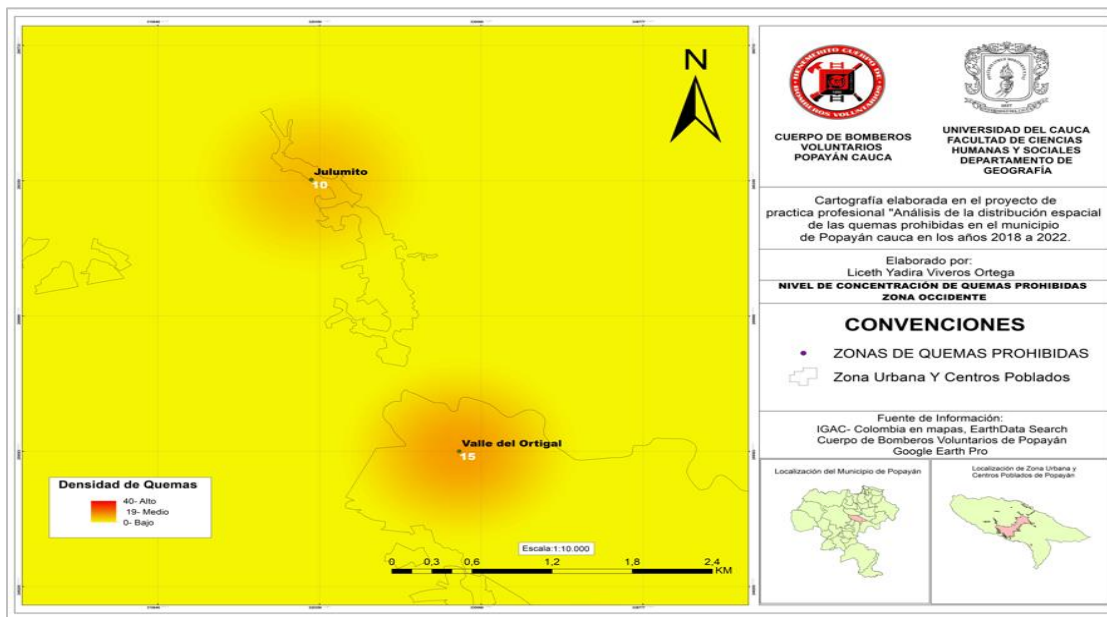 N
Julumito
10
Valle del Ortigal
15
Densidad de Quemas
40- Alto
19- Medio
0- Bajo
Escala:1:10.000
0 0,3 0,6 1,2 1,8 2,4
KM
BENEMERITO CUERPO DE
BOMBEROS VOLUNTARIOS
CUERPO DE BOMBEROS
VOLUNTARIOS
POPAYÁN CAUCA
UNIVERSIDAD DEL CAUCA
FACULTAD DE CIENCIAS
HUMANAS Y SOCIALES
DEPARTAMENTO DE
GEOGRAFÍA
Cartografía elaborada en el proyecto de
practica profesional "Análisis de la distribución espacial
de las quemas prohibidas en el municipio
de Popayán cauca en los años 2018 a 2022.
Elaborado por:
Liceth Yadira Viveros Ortega
NIVEL DE CONCENTRACIÓN DE QUEMAS PROHIBIDAS
ZONA OCCIDENTE
CONVENCIONES
ZONAS DE QUEMAS PROHIBIDAS
Zona Urbana Y Centros Poblados
Fuente de Información:
IGAC- Colombia en mapas, EarthData Search
Cuerpo de Bomberos Voluntarios de Popayán
Google Earth Pro
Localización del Municipio de Popayán
Localización de Zona Urbana y
Centros Poblados de Popayán